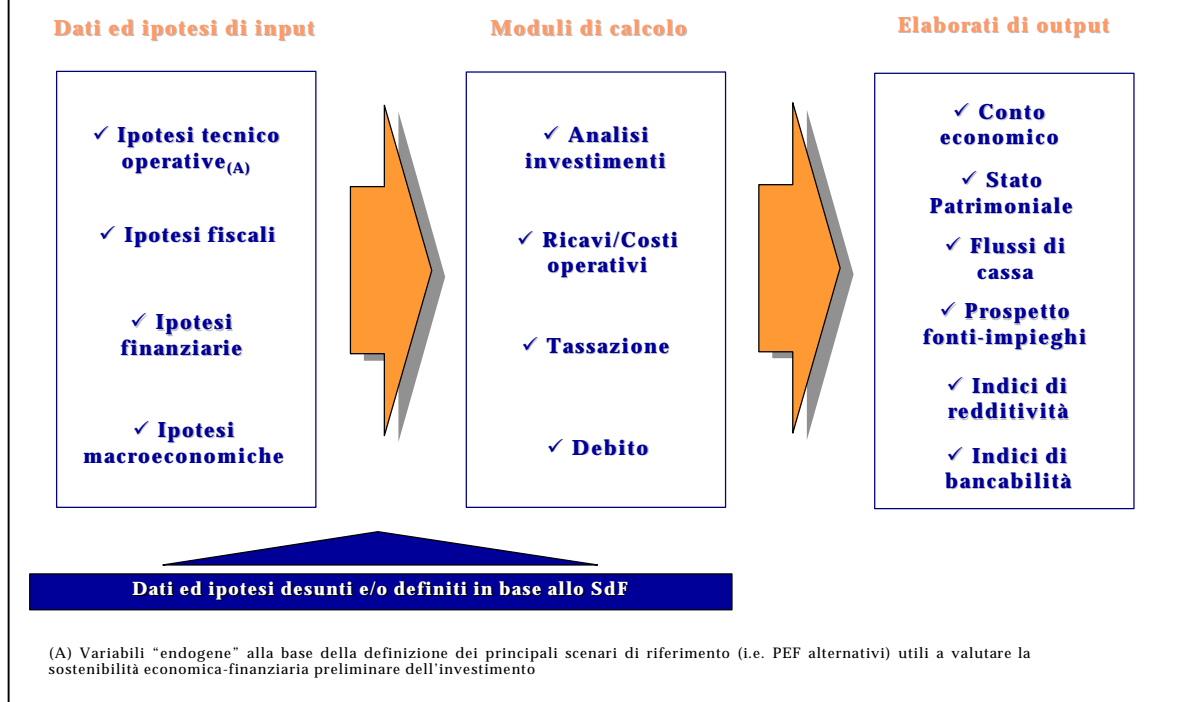 Dati ed ipotesi di input
Moduli di calcolo
Elaborati di output
✓ Ipotesi tecnico
operative(A)
✓ Ipotesi fiscali
✓ Ipotesi
finanziarie
✓ Ipotesi
macroeconomiche
✓ Analisi
investimenti
✓ Ricavi/Costi
operativi
✓ Tassazione
✓ Debito
✓ Conto
economico
✓ Stato
Patrimoniale
✓ Flussi di
cassa
✓ Prospetto
fonti-impieghi
✓ Indici di
redditività
✓ Indici di
bancabilità
Dati ed ipotesi desunti e/o definiti in base allo SdF
(A) Variabili “endogene” alla base della definizione dei principali scenari di riferimento (i.e. PEF alternativi) utili a valutare la
sostenibilità economica-finanziaria preliminare dell’investimento